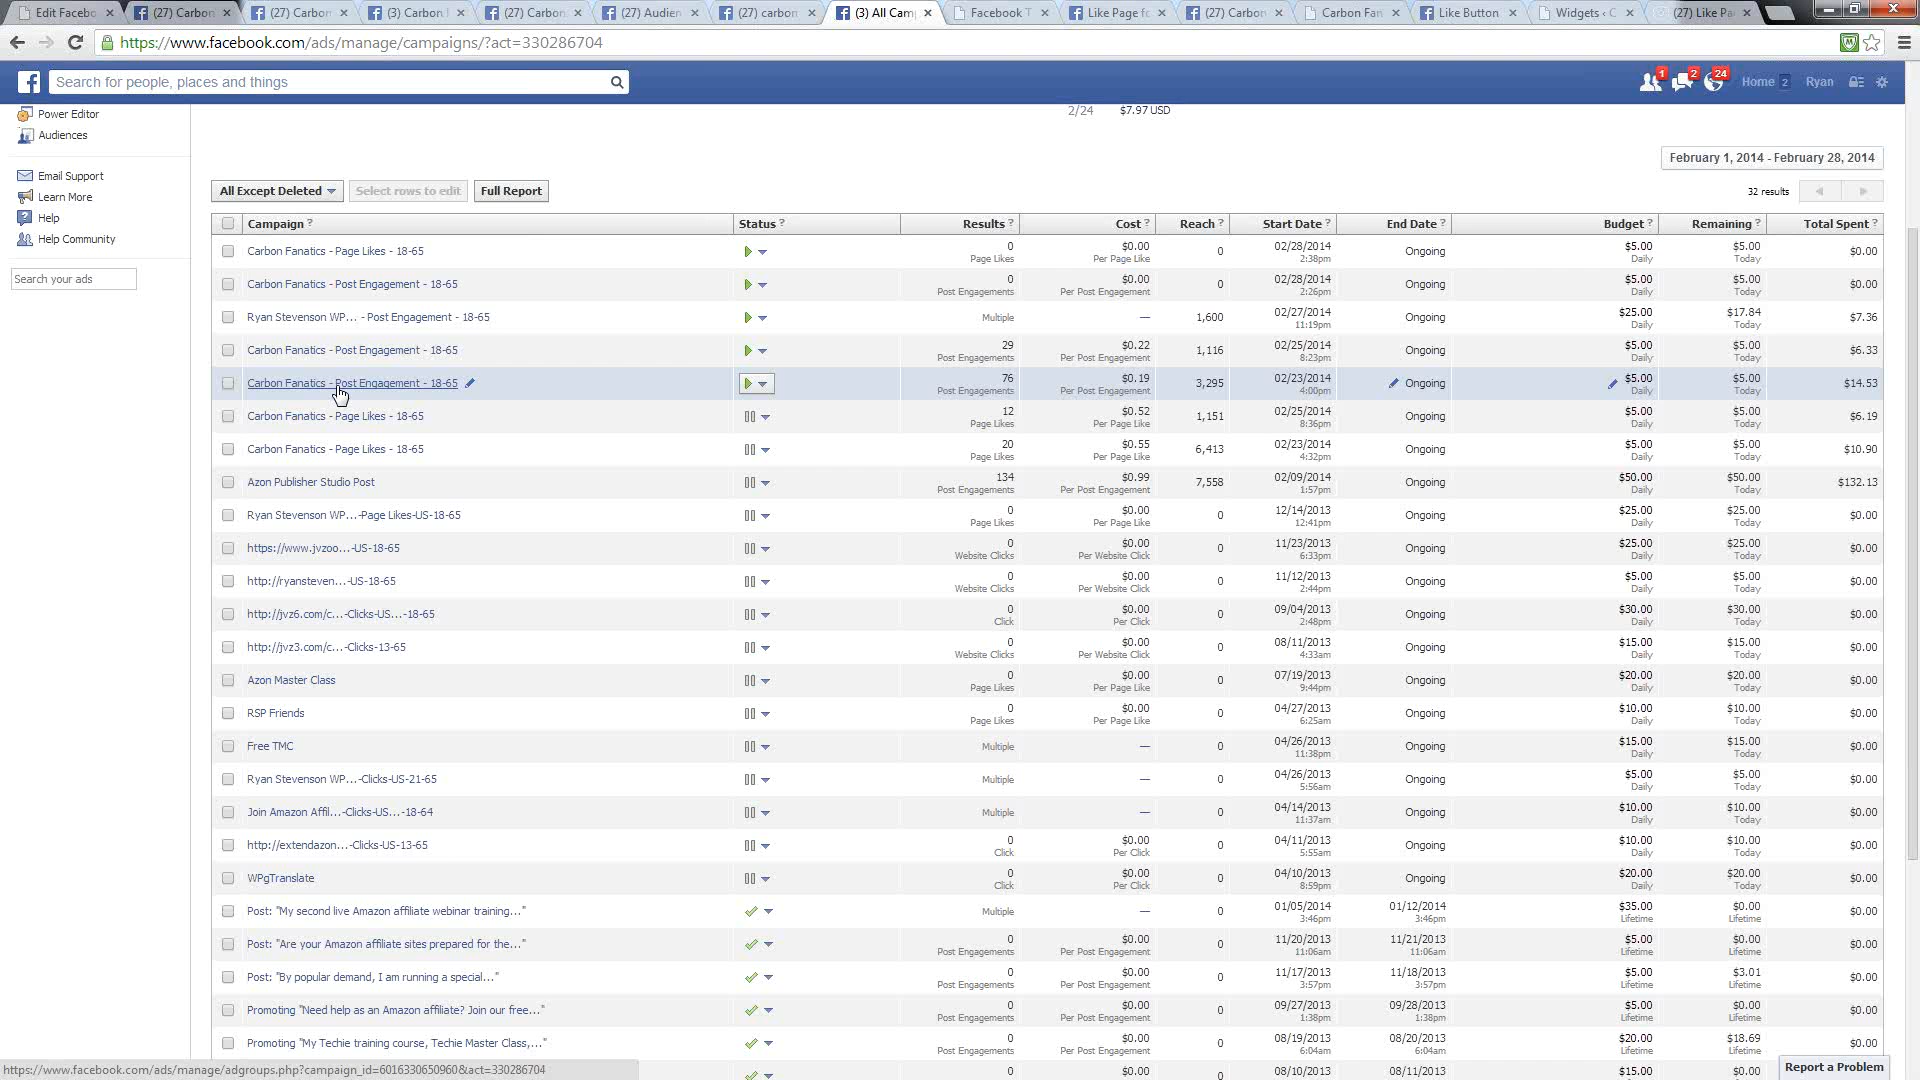 Edit Facebo
(27) Carbon
(27) Carbon
(3) Carbon
(27) Carbon
(27) Audien
(27) carbon
(3) All Cam
Facebook T
Like Page fo
(27) Carbon
Carbon Fan
Like Button
Widgets ‹ C
(27) Like Pa
https://www.facebook.com/ads/manage/campaigns/?act=330286704
Search for people, places and things
1
2
24
Home 2
Ryan
Power Editor
Audiences
Email Support
Learn More
Help
Help Community
Search your ads
2/24 $7.97 USD
February 1, 2014 - February 28, 2014
All Except Deleted
Select rows to edit
Full Report
32 results
Campaign ? Status ? Results ? Cost ? Reach ? Start Date ? End Date ? Budget ? Remaining ? Total Spent ?
Carbon Fanatics - Page Likes - 18-65 0 $0.00 0 02/28/2014 Ongoing $5.00 $5.00 $0.00
Page Likes Per Page Like 2:38pm Daily Today
Carbon Fanatics - Post Engagement - 18-65 0 $0.00 0 02/28/2014 Ongoing $5.00 $5.00 $0.00
Post Engagements Per Post Engagement 2:26pm Daily Today
Ryan Stevenson WP... - Post Engagement - 18-65 Multiple — 1,600 02/27/2014 Ongoing $25.00 $17.84 $7.36
11:19pm Daily Today
Carbon Fanatics - Post Engagement - 18-65 29 $0.22 1,116 02/25/2014 Ongoing $5.00 $5.00 $6.33
Post Engagements Per Post Engagement 8:23pm Daily Today
Carbon Fanatics - Post Engagement - 18-65 76 $0.19 3,295 02/23/2014 Ongoing $5.00 $5.00 $14.53
Post Engagements Per Post Engagement 4:00pm Daily Today
Carbon Fanatics - Page Likes - 18-65 12 $0.52 1,151 02/25/2014 Ongoing $5.00 $5.00 $6.19
Page Likes Per Page Like 8:36pm Daily Today
Carbon Fanatics - Page Likes - 18-65 20 $0.55 6,413 02/23/2014 Ongoing $5.00 $5.00 $10.90
Page Likes Per Page Like 4:32pm Daily Today
Azon Publisher Studio Post 134 $0.99 7,558 02/09/2014 Ongoing $50.00 $50.00 $132.13
Post Engagements Per Post Engagement 1:57pm Daily Today
Ryan Stevenson WP...-Page Likes-US-18-65 0 $0.00 0 12/14/2013 Ongoing $25.00 $25.00 $0.00
Page Likes Per Page Like 12:41pm Daily Today
https://www.jvzoo...-US-18-65 0 $0.00 0 11/23/2013 Ongoing $25.00 $25.00 $0.00
Website Clicks Per Website Click 6:33pm Daily Today
http://ryansteven...-US-18-65 0 $0.00 0 11/12/2013 Ongoing $5.00 $5.00 $0.00
Website Clicks Per Website Click 2:44pm Daily Today
http://jvz6.com/c...-Clicks-US...-18-65 0 $0.00 0 09/04/2013 Ongoing $30.00 $30.00 $0.00
Click Per Click 2:48pm Daily Today
http://jvz3.com/c...-Clicks-13-65 0 $0.00 0 08/11/2013 Ongoing $15.00 $15.00 $0.00
Website Clicks Per Website Click 4:33am Daily Today
Azon Master Class 0 $0.00 0 07/19/2013 Ongoing $20.00 $20.00 $0.00
Page Likes Per Page Like 9:44pm Daily Today
RSP Friends 0 $0.00 0 04/27/2013 Ongoing $10.00 $10.00 $0.00
Page Likes Per Page Like 6:25am Daily Today
Free TMC Multiple — 0 04/26/2013 Ongoing $15.00 $15.00 $0.00
11:38pm Daily Today
Ryan Stevenson WP...-Clicks-US-21-65 Multiple — 0 04/26/2013 Ongoing $5.00 $5.00 $0.00
5:56am Daily Today
Join Amazon Affil...-Clicks-US...-18-64 Multiple — 0 04/14/2013 Ongoing $10.00 $10.00 $0.00
11:37am Daily Today
http://extendazon...-Clicks-US-13-65 0 $0.00 0 04/11/2013 Ongoing $10.00 $10.00 $0.00
Click Per Click 5:55am Daily Today
WPgTranslate 0 $0.00 0 04/10/2013 Ongoing $20.00 $20.00 $0.00
Click Per Click 8:59pm Daily Today
Post: "My second live Amazon affiliate webinar training..." Multiple — 0 01/05/2014 01/12/2014 $35.00 $0.00 $0.00
3:46pm 3:46pm Lifetime Lifetime
Post: "Are your Amazon affiliate sites prepared for the..." 0 $0.00 0 11/20/2013 11/21/2013 $5.00 $0.00 $0.00
Post Engagements Per Post Engagement 11:06am 11:06am Lifetime Lifetime
Post: "By popular demand, I am running a special..." 0 $0.00 0 11/17/2013 11/18/2013 $5.00 $3.01 $0.00
Post Engagements Per Post Engagement 3:57pm 3:57pm Lifetime Lifetime
Promoting "Need help as an Amazon affiliate? Join our free..." 0 $0.00 0 09/27/2013 09/28/2013 $5.00 $0.00 $0.00
Post Engagements Per Post Engagement 1:38pm 1:38pm Lifetime Lifetime
Promoting "My Techie training course, Techie Master Class,..." 0 $0.00 0 08/19/2013 08/20/2013 $20.00 $18.69 $0.00
Post Engagements Per Post Engagement 6:04am 6:04am Lifetime Lifetime
0 $0.00 0 08/10/2013 08/11/2013 $15.00 $0.00 $0.00
https://www.facebook.com/ads/manage/adgroups.php?campaign_id=6016330650960&act=330286704
Report a Problem